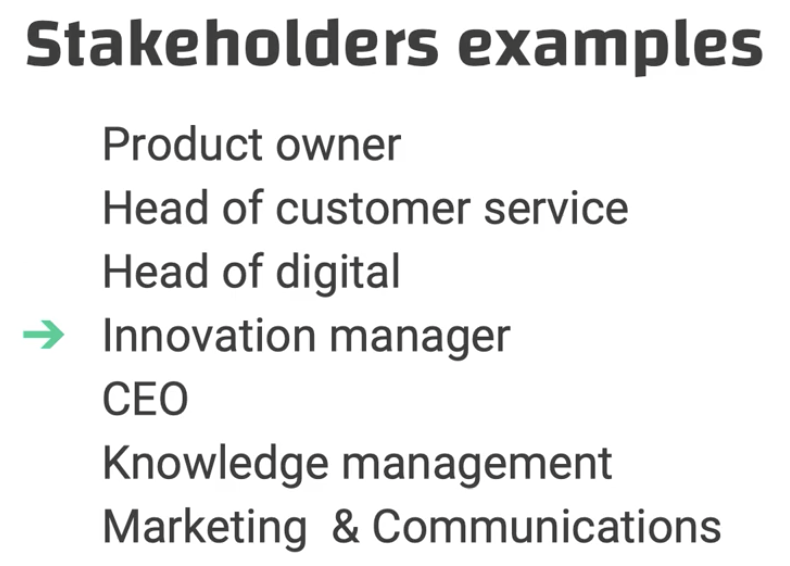 Stakeholders examples
Product owner
Head of customer service
Head of digital
➔ Innovation manager
CEO
Knowledge management
Marketing  & Communications